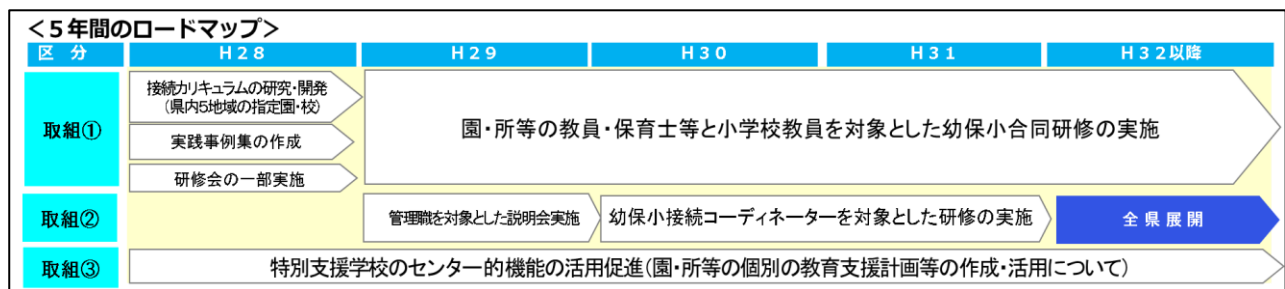 ＜５年間のロードマップ＞
区　分　H２８　H２９　H３０　H３１　H３２以降
取組①
接続カリキュラムの研究・開発
（県内5地域の指定園・校）
実践事例集の作成
研修会の一部実施
園・所等の教員・保育士等と小学校教員を対象とした幼保小合同研修の実施
取組②
管理職を対象とした説明会実施
幼保小接続コーディネーターを対象とした研修の実施
全県展開
取組③
特別支援学校のセンター的機能の活用促進（園・所等の個別の教育支援計画等の作成・活用について）